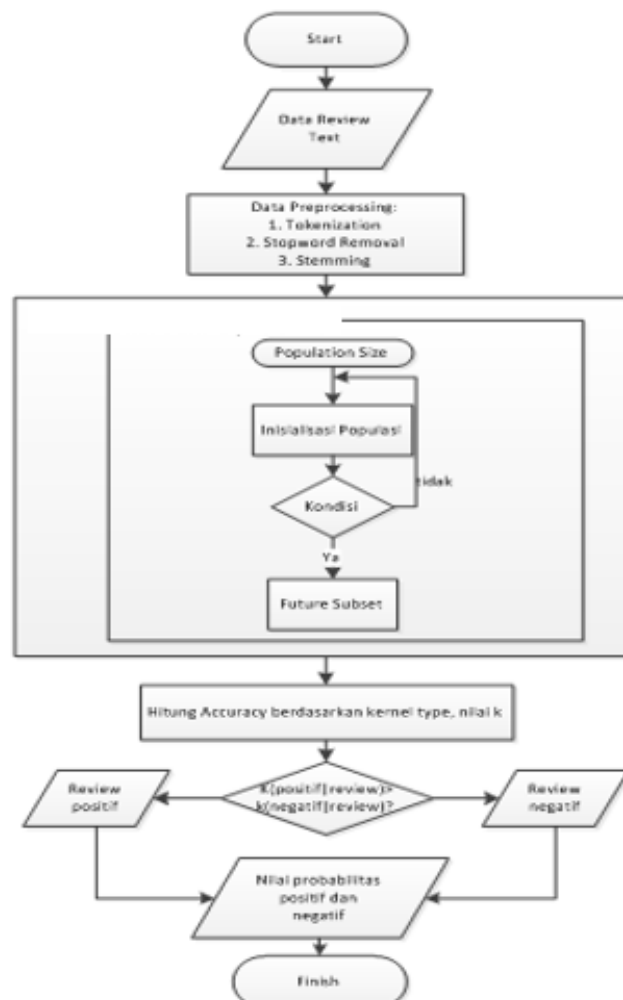 Start
Data Review
Text
Data Preprocessing:
1. Tokenization
2. Stopword Removal
3. Stemming
Population Size
Inisialisasi Populasi
tidak
Kondisi
Ya
Future Subset
Hitung Accuracy berdasarkan kernel type, nilai k
K(positif|review)>
k(negatif|review)?
Review
positif
Review
negatif
Nilai probabilitas
positif dan
negatif
Finish